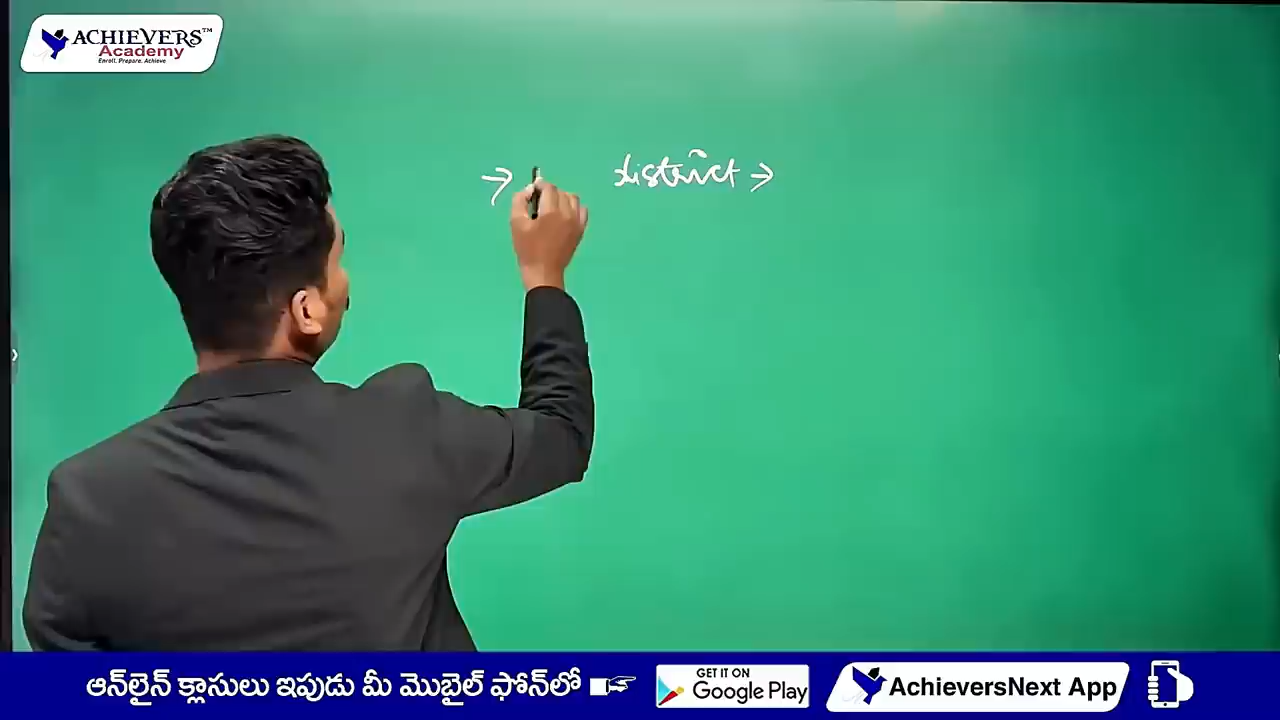 ACHIEVERS™
Academy
Enroll. Prepare. Achieve
→ district →
ఆన్‌లైన్ క్లాసులు ఇపుడు మీ మొబైల్ ఫోన్‌లో
GET IT ON
Google Play
AchieversNext App